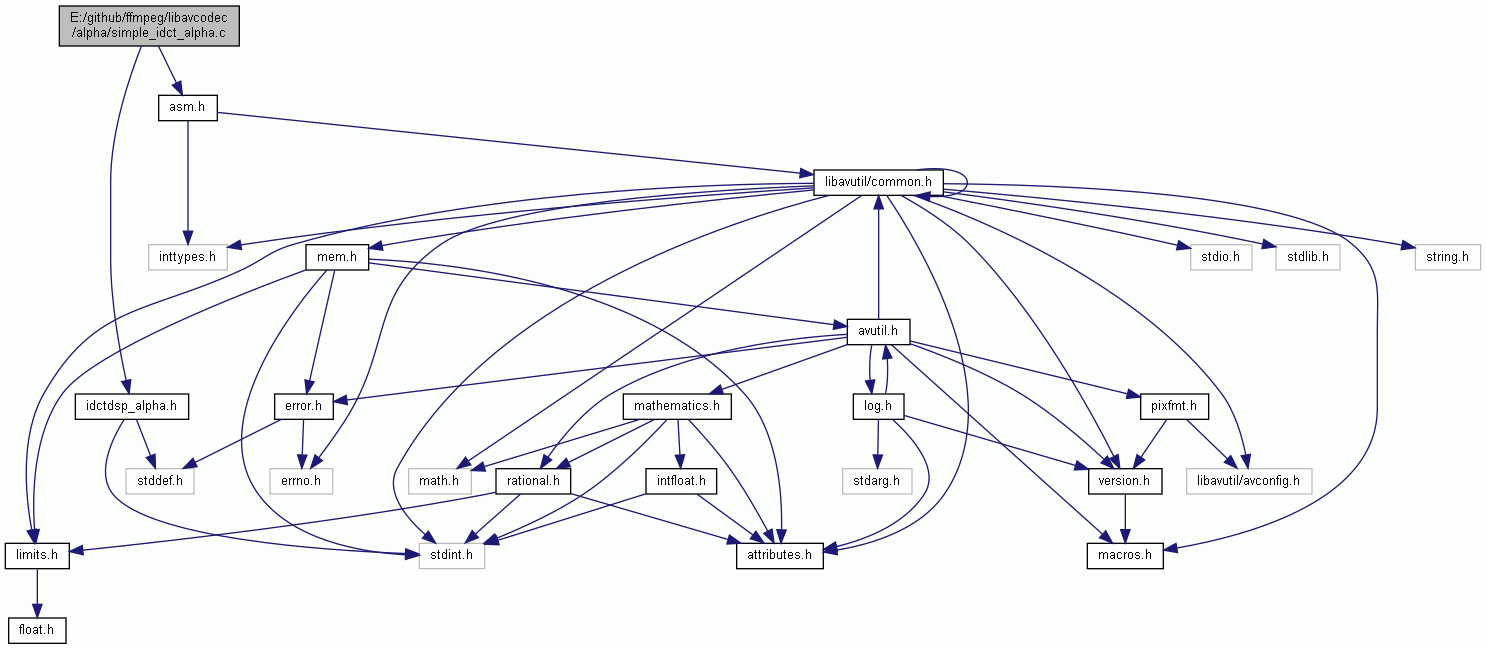 E:/github/ffmpeg/libavcodec
/alpha/simple_idct_alpha.c
asm.h
libavutil/common.h
inttypes.h
mem.h
stdio.h
stdlib.h
string.h
avutil.h
idctdsp_alpha.h
error.h
mathematics.h
log.h
pixfmt.h
stddef.h
errno.h
math.h
rational.h
intfloat.h
stdarg.h
version.h
libavutil/avconfig.h
limits.h
stdint.h
attributes.h
macros.h
float.h